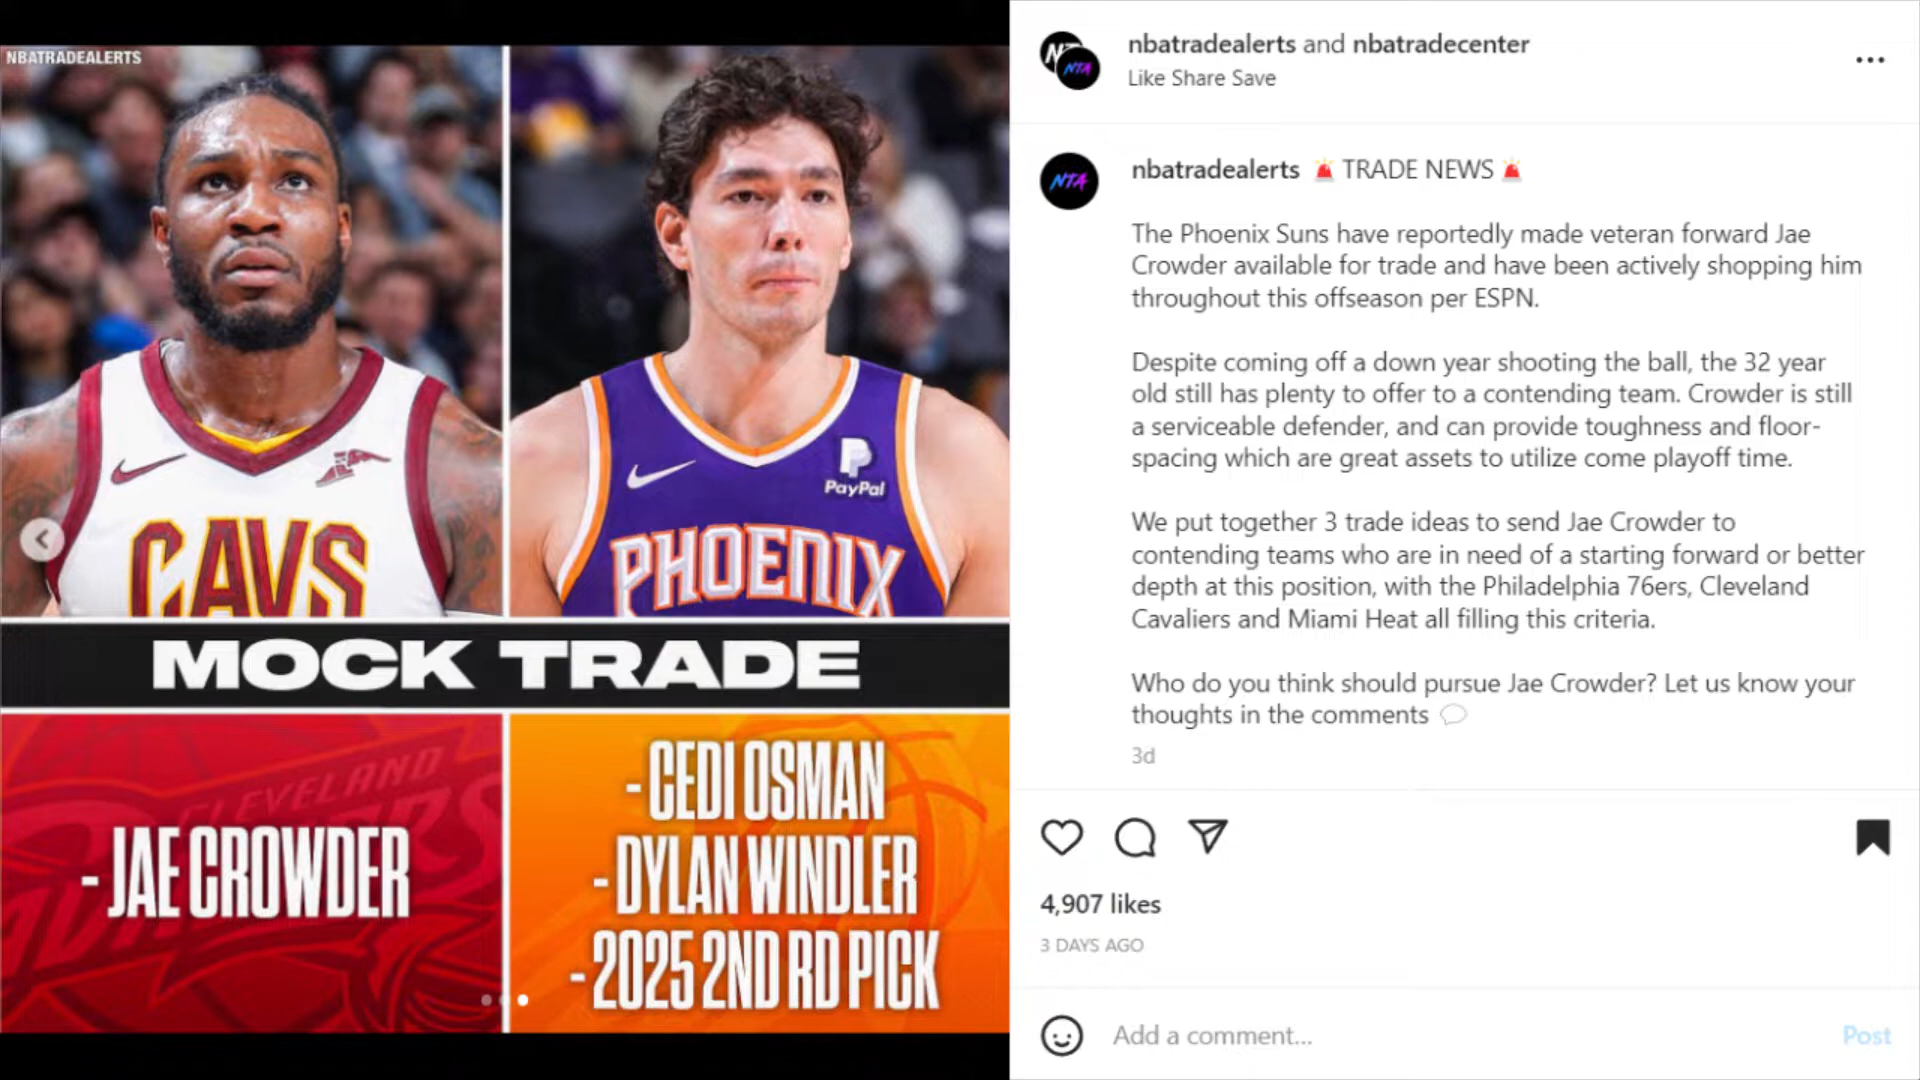 NBATRADEALERTS
CAVS
PayPal
PHOENIX
MOCK TRADE
CLEVELAND
- JAE CROWDER
- CEDI OSMAN
- DYLAN WINDLER
- 2025 2ND RD PICK
nbatradealerts and nbatradecenter
Like Share Save
NTA
nbatradealerts 🚨 TRADE NEWS 🚨
NTA
The Phoenix Suns have reportedly made veteran forward Jae
Crowder available for trade and have been actively shopping him
throughout this offseason per ESPN.
Despite coming off a down year shooting the ball, the 32 year
old still has plenty to offer to a contending team. Crowder is still
a serviceable defender, and can provide toughness and floor-
spacing which are great assets to utilize come playoff time.
We put together 3 trade ideas to send Jae Crowder to
contending teams who are in need of a starting forward or better
depth at this position, with the Philadelphia 76ers, Cleveland
Cavaliers and Miami Heat all filling this criteria.
Who do you think should pursue Jae Crowder? Let us know your
thoughts in the comments 💬
3d
4,907 likes
3 DAYS AGO
Add a comment...
Post